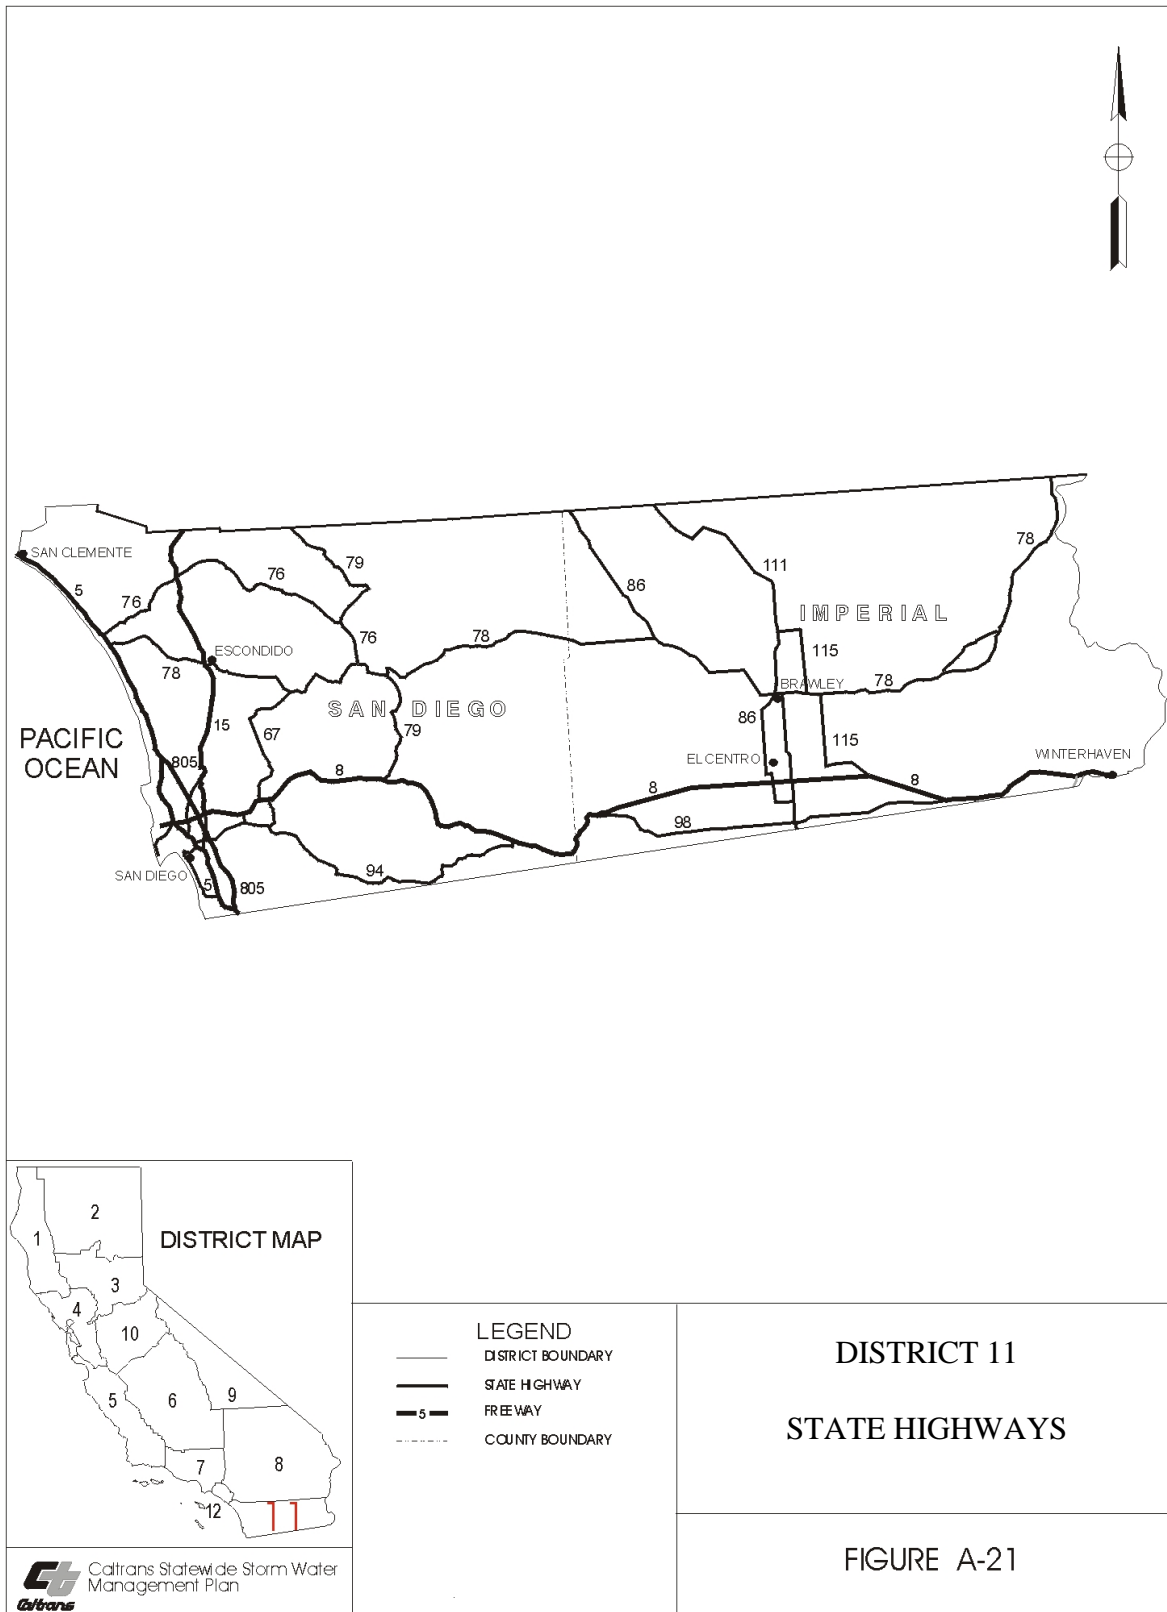 SAN CLEMENTE
5
76
76
79
76
86
111
78
IMPERIAL
ESCONDIDO
78
78
115
SAN DIEGO
BRAWLEY
78
15
67
79
86
PACIFIC
OCEAN
805
8
EL CENTRO
115
WINTERHAVEN
8
8
98
SAN DIEGO
5
805
94
DISTRICT MAP
1
2
3
4
10
5
6
9
7
8
12
11
LEGEND
DISTRICT BOUNDARY
STATE HIGHWAY
5 FREEWAY
COUNTY BOUNDARY
DISTRICT 11
STATE HIGHWAYS
FIGURE A-21
Ct
Caltrans
Caltrans Statewide Storm Water
Management Plan